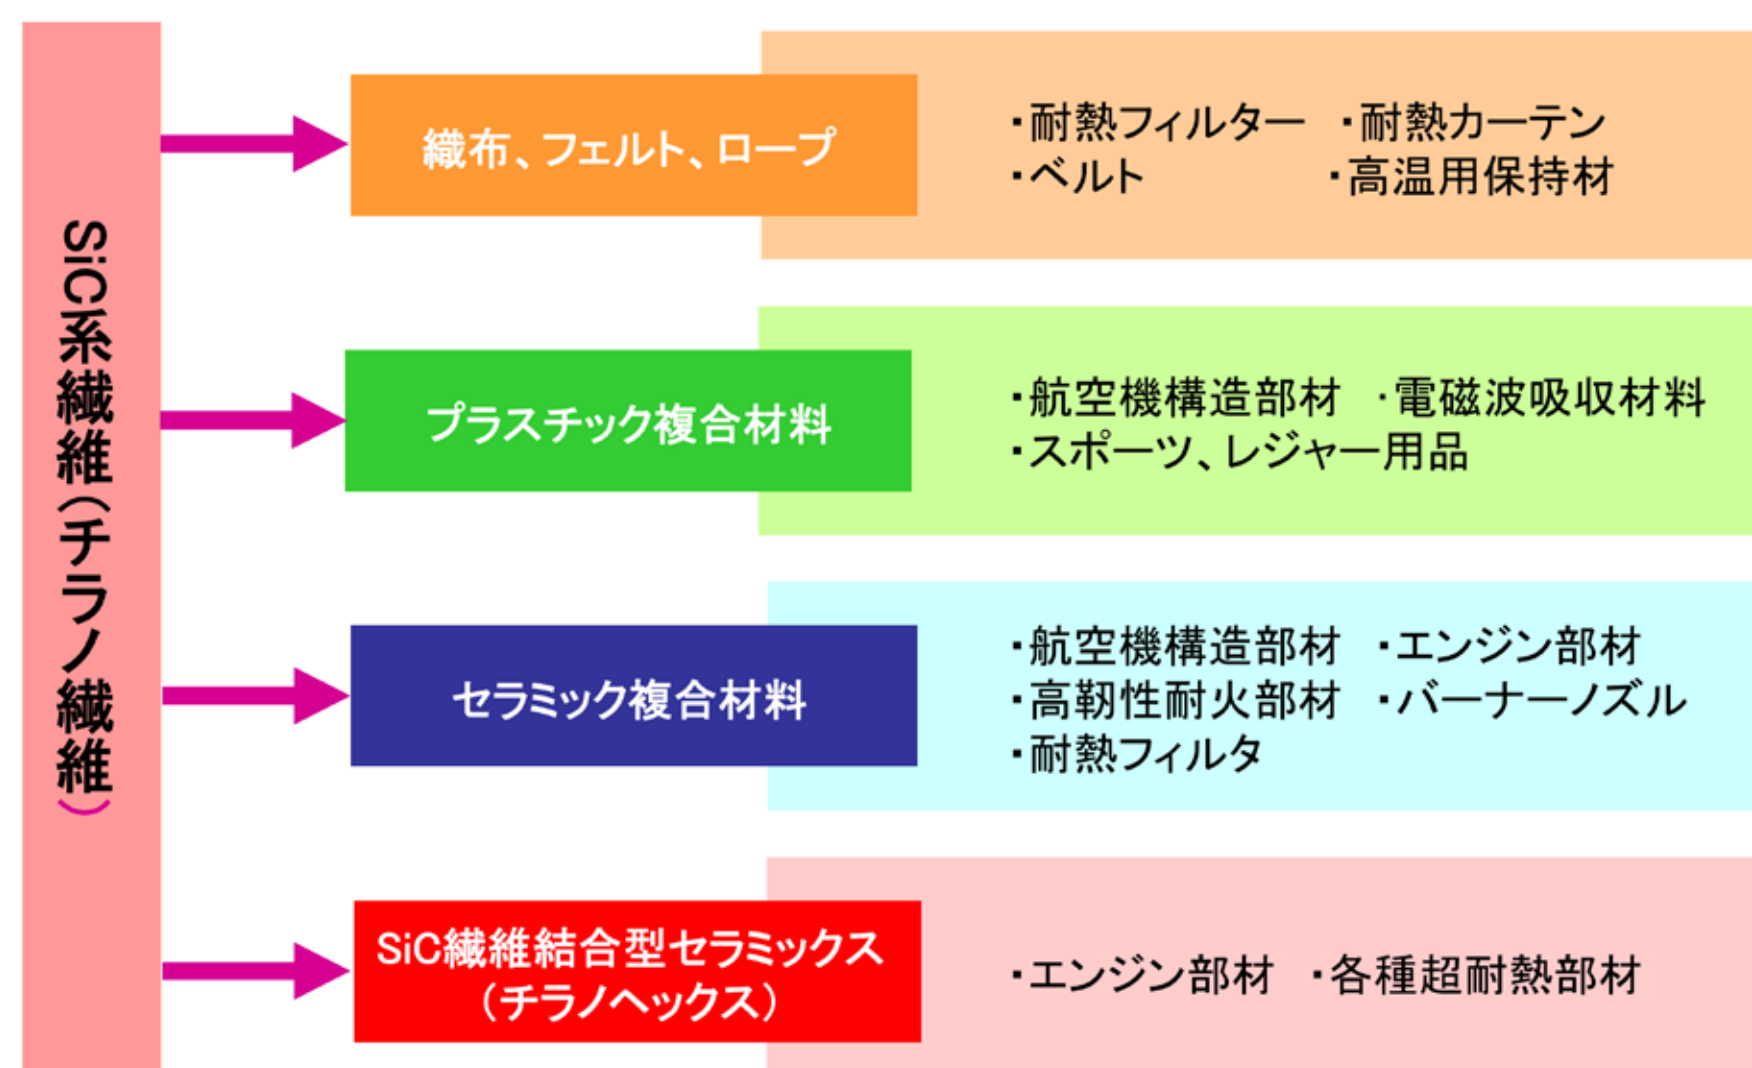 SiC系繊維(チラノ繊維)
織布、フェルト、ロープ
・耐熱フィルター ・耐熱カーテン
・ベルト ・高温用保持材
プラスチック複合材料
・航空機構造部材 ・電磁波吸収材料
・スポーツ、レジャー用品
セラミック複合材料
・航空機構造部材 ・エンジン部材
・高靭性耐火部材 ・バーナーノズル
・耐熱フィルタ
SiC繊維結合型セラミックス
(チラノヘックス)
・エンジン部材 ・各種超耐熱部材